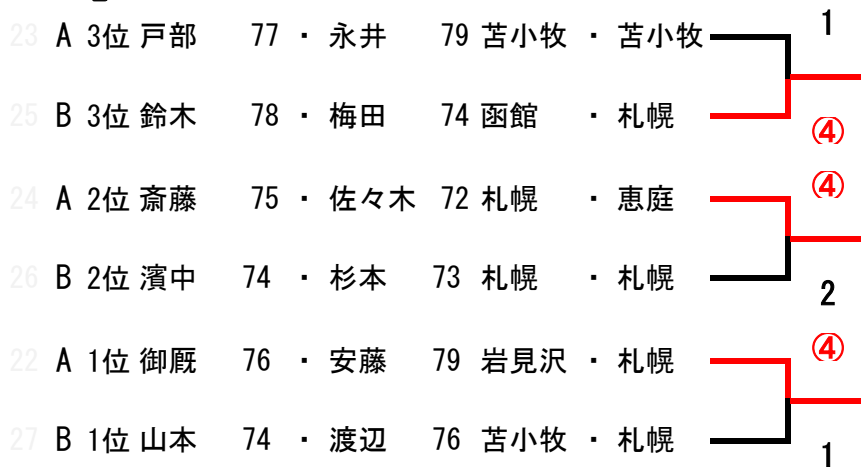 23 A 3位 戸部 77 ・ 永井 79 苫小牧 ・ 苫小牧 1
25 B 3位 鈴木 78 ・ 梅田 74 函館 ・ 札幌 ④
24 A 2位 斎藤 75 ・ 佐々木 72 札幌 ・ 恵庭 ④
26 B 2位 濱中 74 ・ 杉本 73 札幌 ・ 札幌 2
22 A 1位 御厩 76 ・ 安藤 79 岩見沢 ・ 札幌 ④
27 B 1位 山本 74 ・ 渡辺 76 苫小牧 ・ 札幌 1